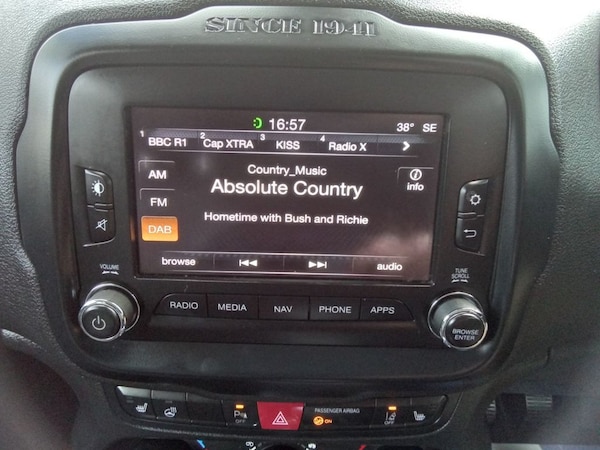 SINCE 1941
16:57
38° SE
1 BBC R1 2 Cap XTRA 3 KISS 4 Radio X
Country_Music
info
AM
Absolute Country
FM
Hometime with Bush and Richie
DAB
browse audio
VOLUME
TUNE
SCROLL
RADIO MEDIA NAV PHONE APPS
BROWSE
ENTER
OFF
PASSENGER AIRBAG
ON
OFF